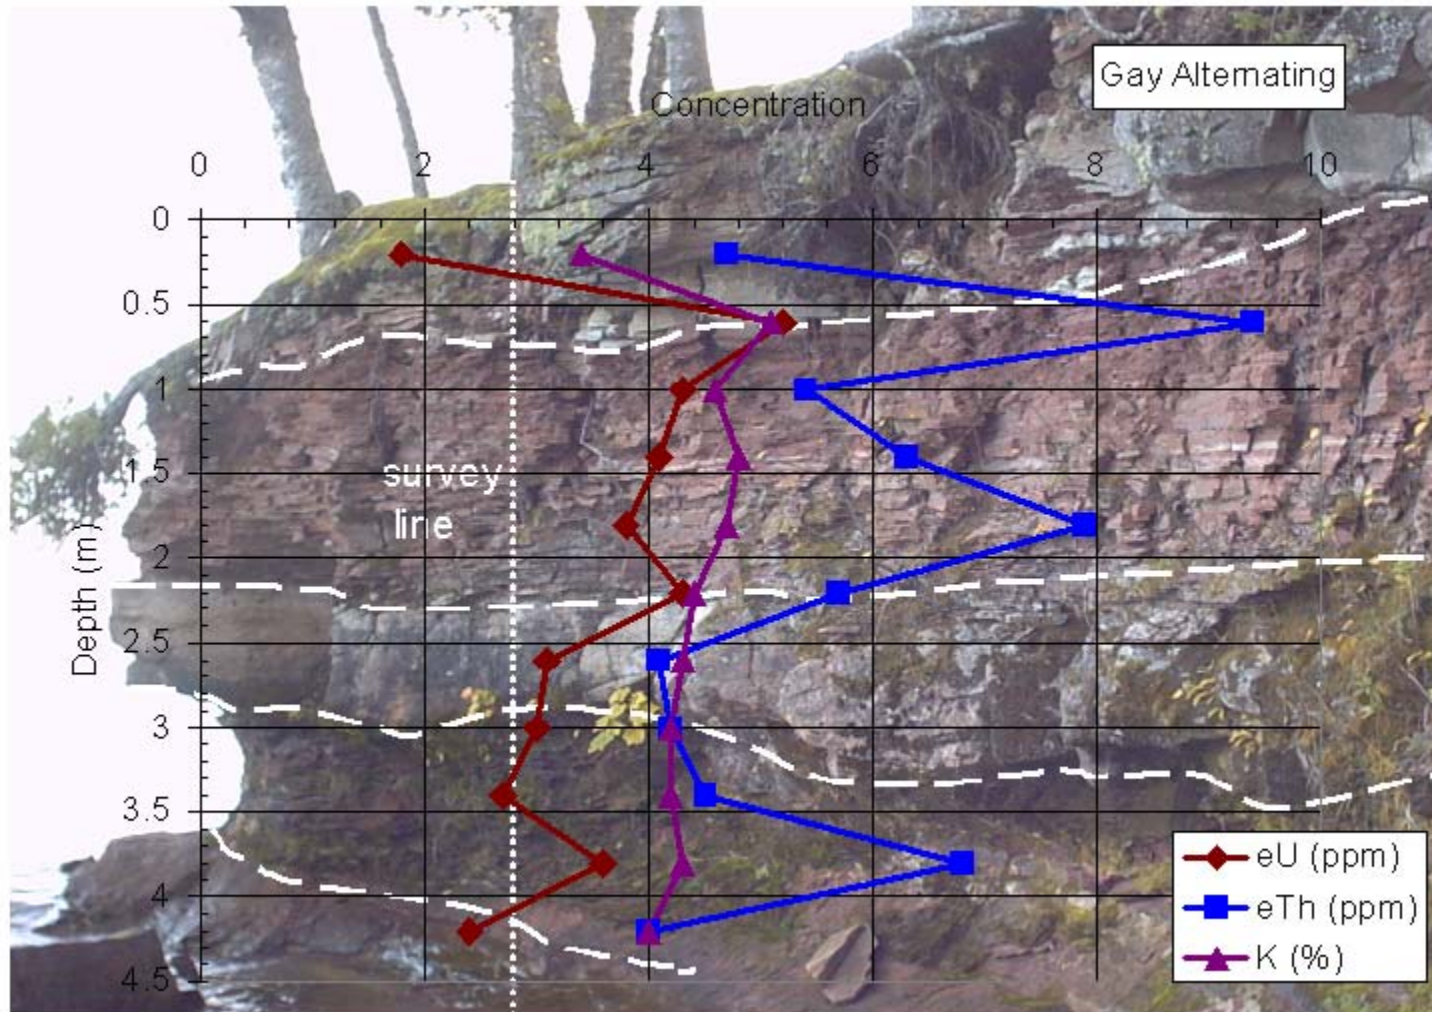 Gay Alternating
Concentration
0 2 4 6 8 10
0
0.5
1
1.5
2
2.5
3
3.5
4
4.5
Depth (m)
survey
line
eU (ppm)
eTh (ppm)
K (%)